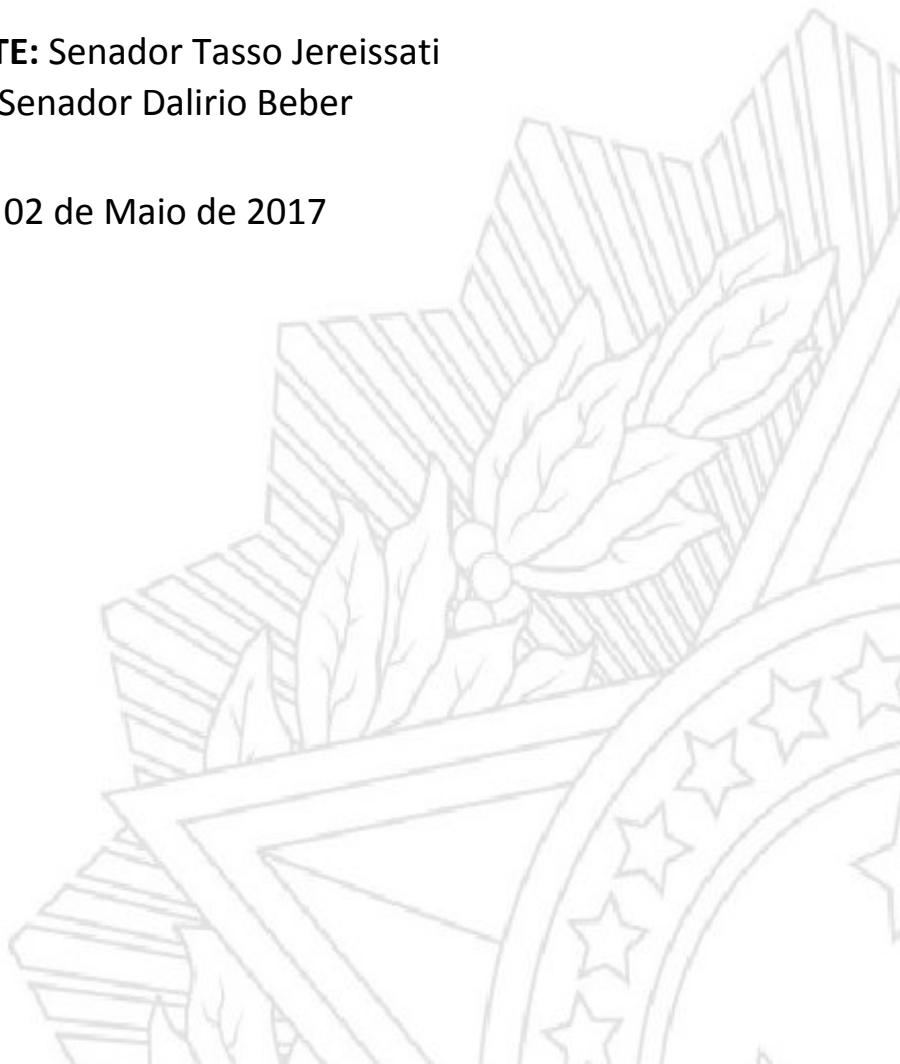 TE: Senador Tasso Jereissati
Senador Dalirio Beber
02 de Maio de 2017